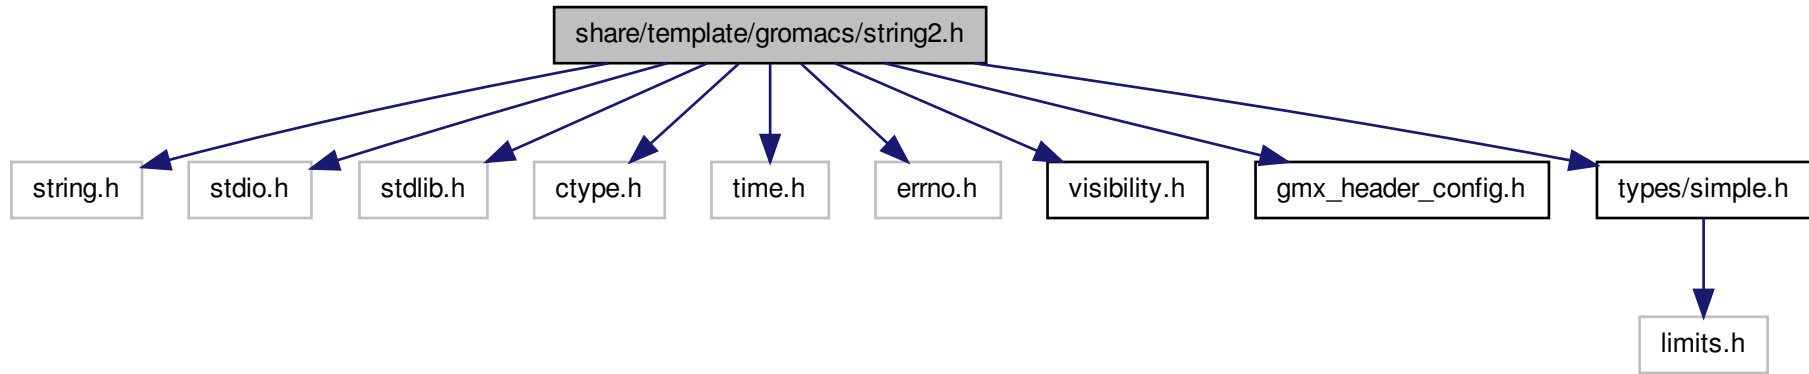 share/template/gromacs/string2.h
string.h
stdio.h
stdlib.h
ctype.h
time.h
errno.h
visibility.h
gmx_header_config.h
types/simple.h
limits.h